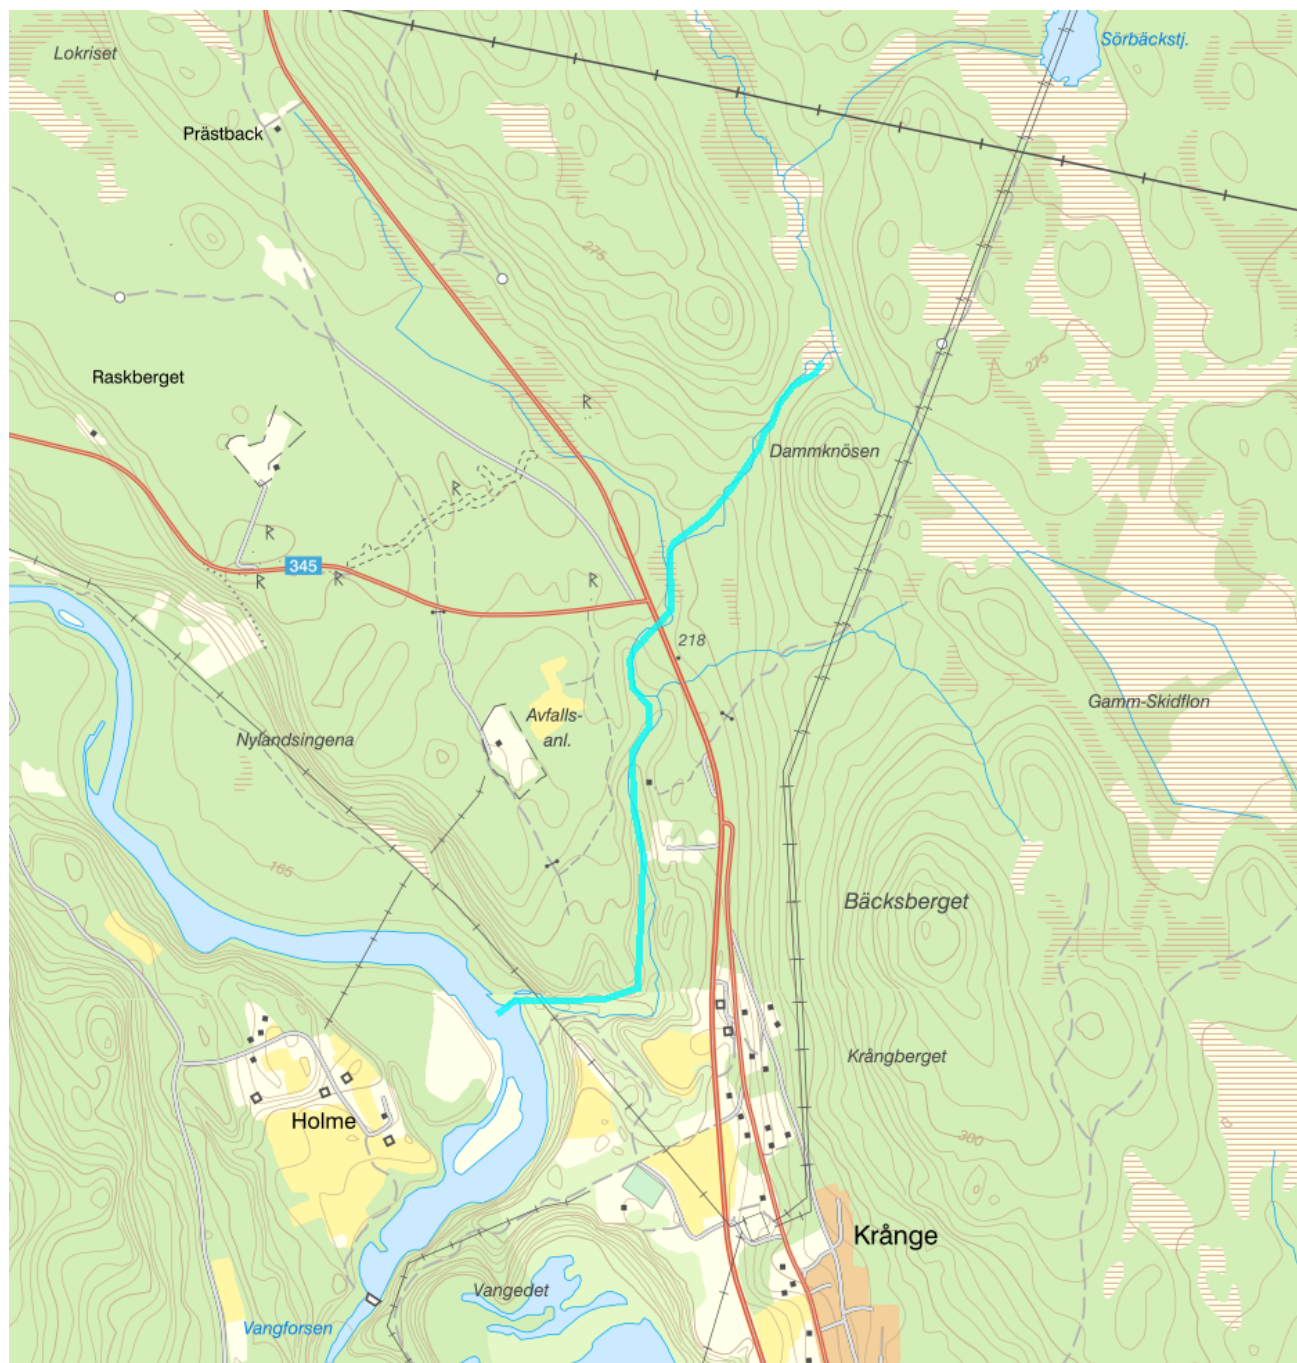 Sörbäckstj.
Lokriset
Prästback
275
275
Raskberget
R
Dammknösen
R
R
345
R
R
R
218
Gamm-Skidflon
Avfalls-
anl.
Nylandsingena
165
Bäcksberget
Krångberget
Holme
300
Krånge
Vangedet
Vangforsen